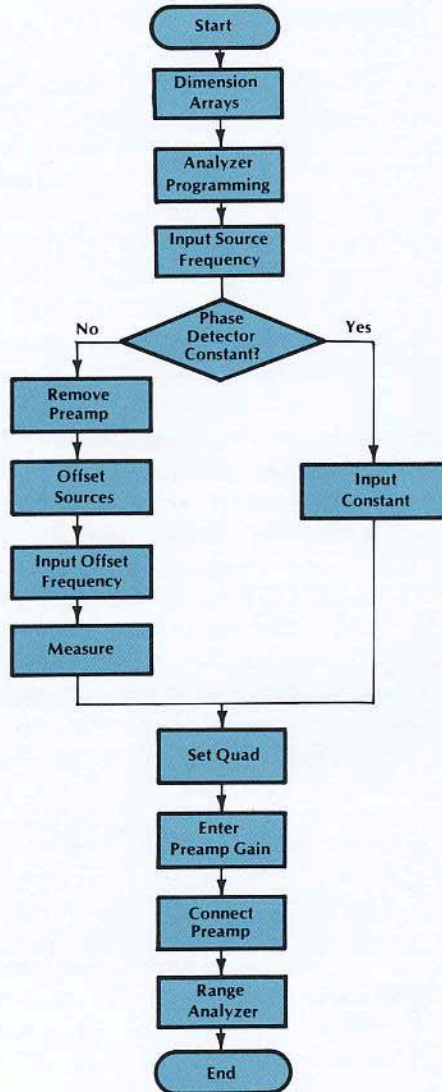 Start
Dimension
Arrays
Analyzer
Programming
Input Source
Frequency
Phase
Detector
Constant?
No
Yes
Remove
Preamp
Offset
Sources
Input Offset
Frequency
Measure
Input
Constant
Set Quad
Enter
Preamp Gain
Connect
Preamp
Range
Analyzer
End